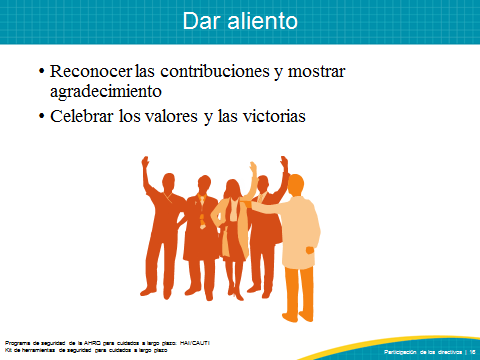 Dar aliento
• Reconocer las contribuciones y mostrar
agradecimiento
• Celebrar los valores y las victorias
Programa de seguridad de la AHRQ para cuidados a largo plazo: HAI/CAUTI
Kit de herramientas de seguridad para cuidados a largo plazo
Participación de los directivos | 16